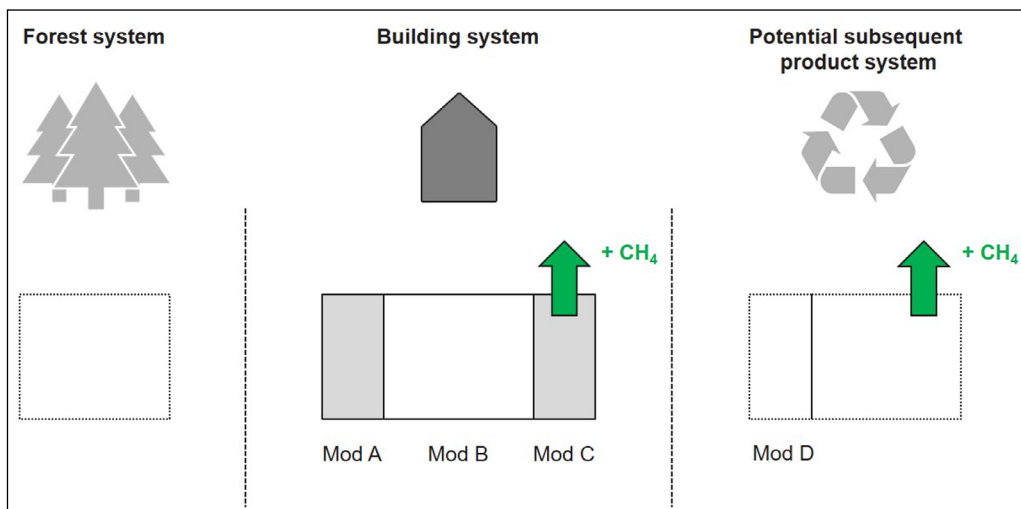 Forest system
Building system
Potential subsequent
product system
+ CH₄
+ CH₄
Mod A
Mod B
Mod C
Mod D